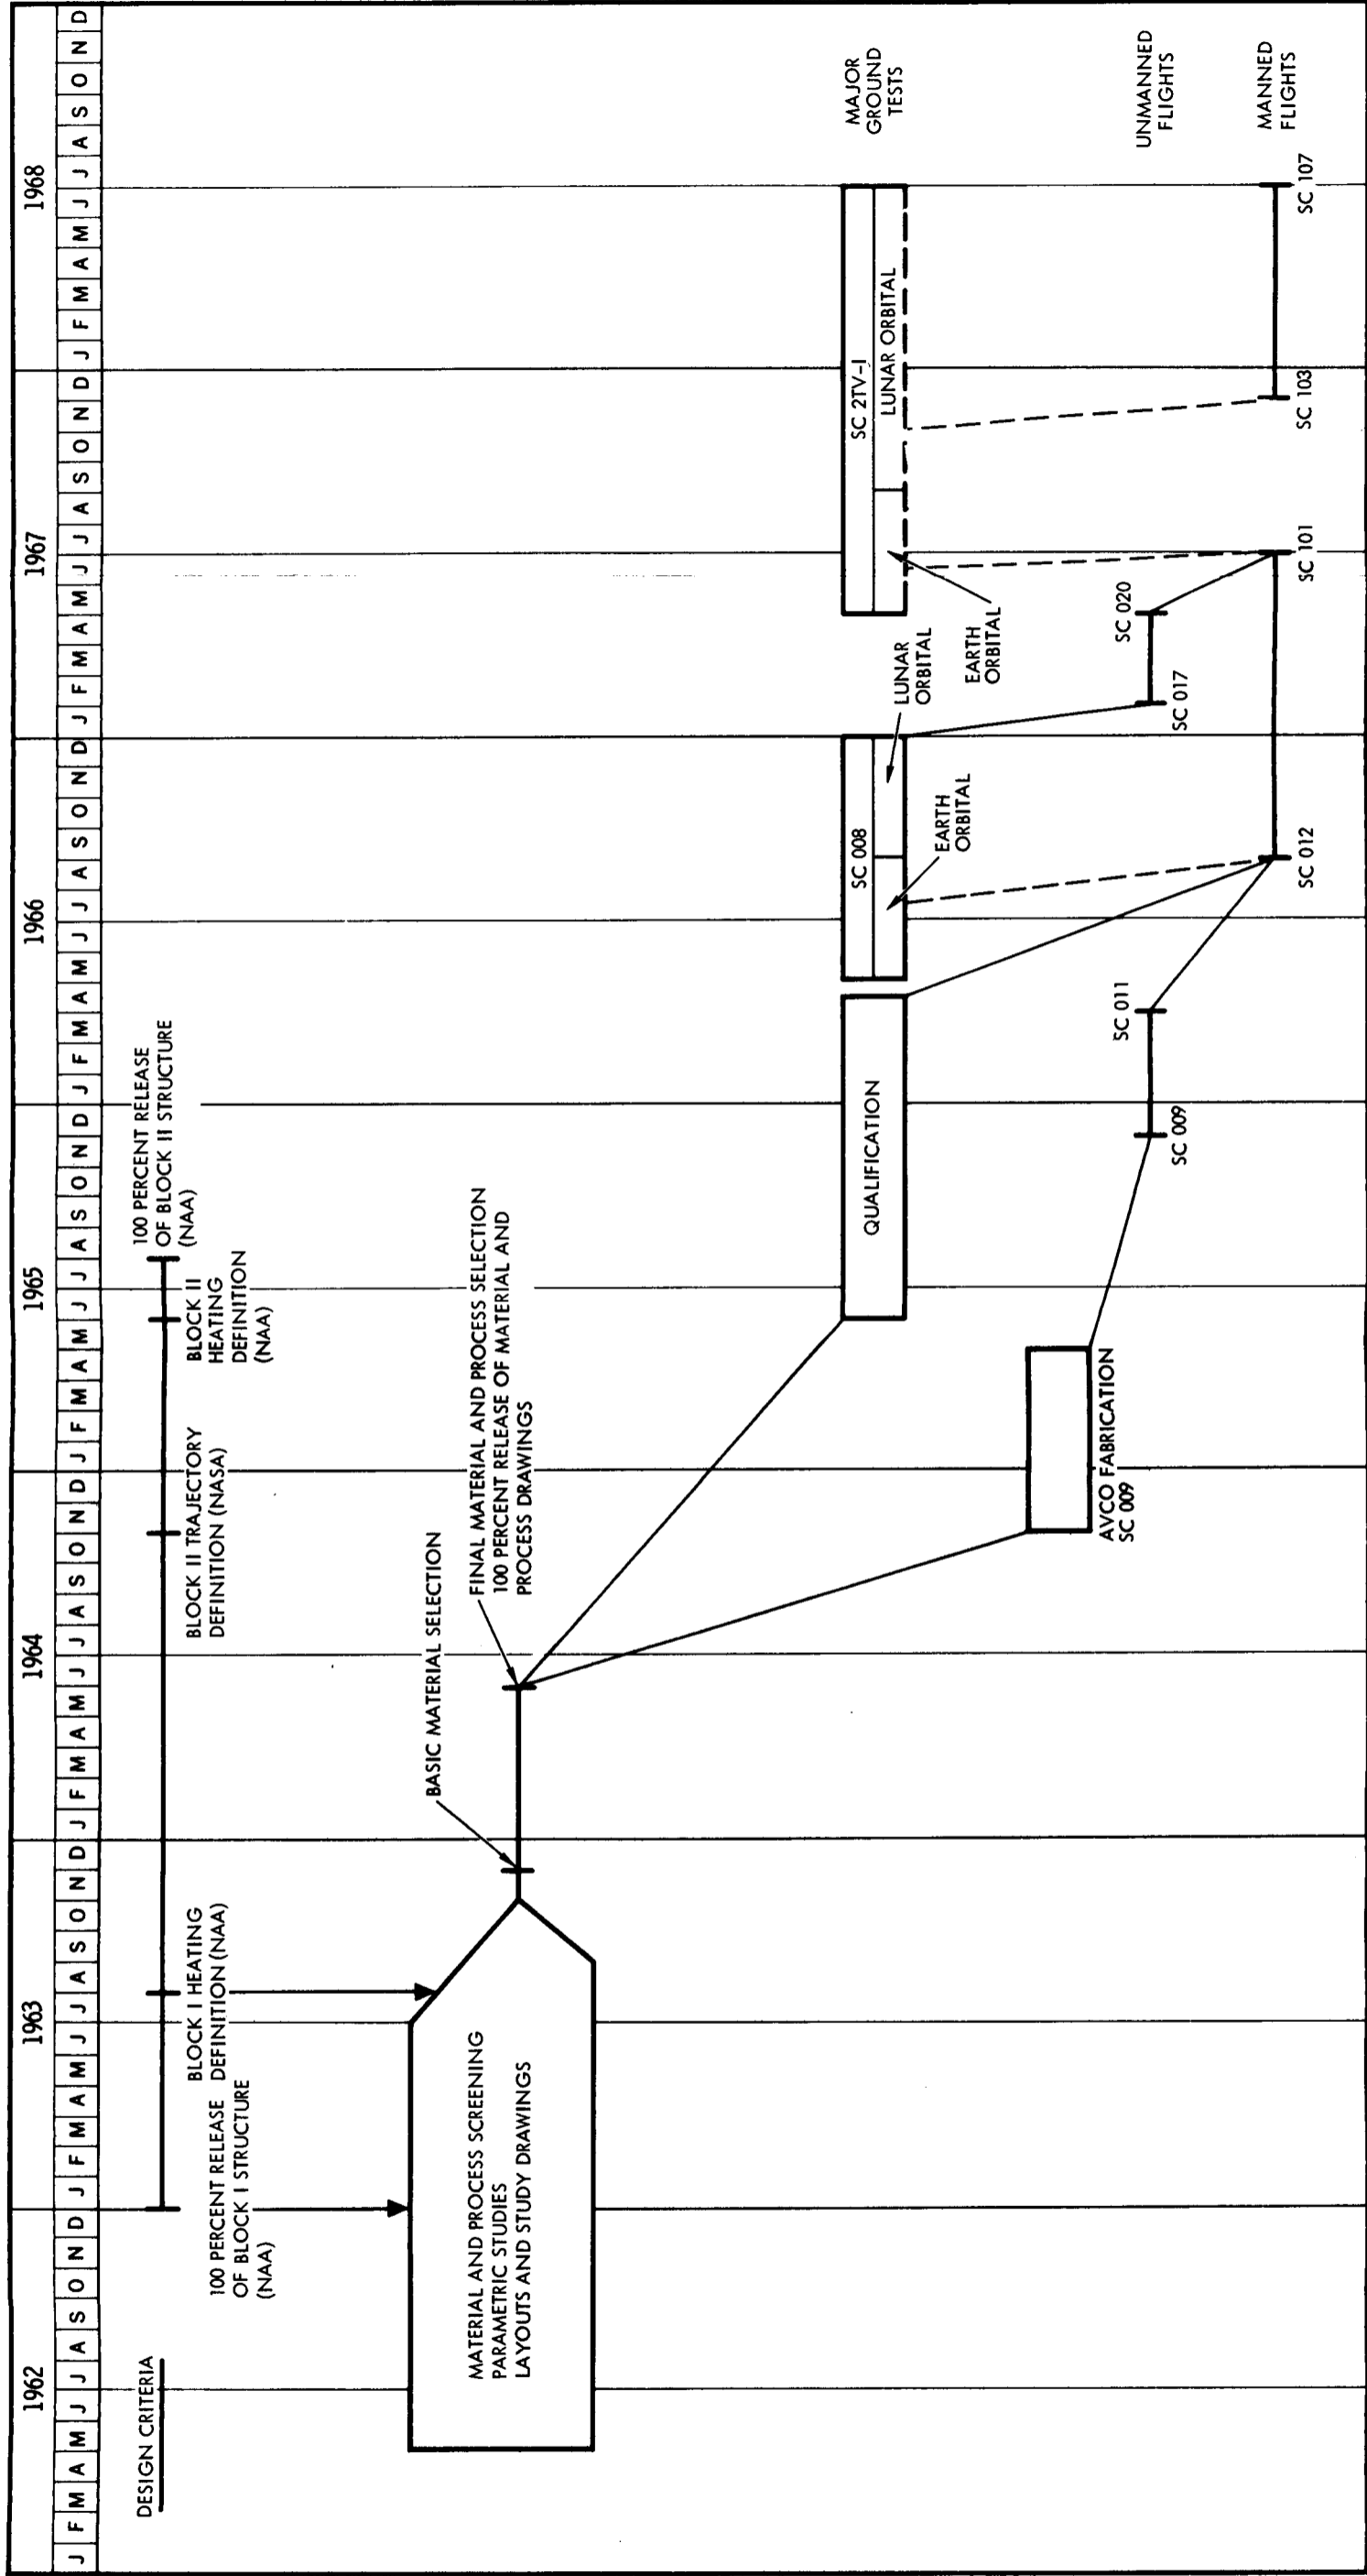 1962 1963 1964 1965 1966 1967 1968
J F M A M J J A S O N D J F M A M J J A S O N D J F M A M J J A S O N D J F M A M J J A S O N D J F M A M J J A S O N D J F M A M J J A S O N D J F M A M J J A S O N D
DESIGN CRITERIA
100 PERCENT RELEASE
OF BLOCK I STRUCTURE
(NAA)
BLOCK I HEATING
DEFINITION (NAA)
BLOCK II TRAJECTORY
DEFINITION (NASA)
BLOCK II
HEATING
DEFINITION
(NAA)
100 PERCENT RELEASE
OF BLOCK II STRUCTURE
(NAA)
MATERIAL AND PROCESS SCREENING
PARAMETRIC STUDIES
LAYOUTS AND STUDY DRAWINGS
BASIC MATERIAL SELECTION
FINAL MATERIAL AND PROCESS SELECTION
100 PERCENT RELEASE OF MATERIAL AND
PROCESS DRAWINGS
QUALIFICATION
SC 008
EARTH
ORBITAL
LUNAR
ORBITAL
SC 2TV-1
EARTH
ORBITAL
LUNAR ORBITAL
MAJOR
GROUND
TESTS
AVCO FABRICATION
SC 009
SC 009
SC 011
SC 017
SC 020
UNMANNED
FLIGHTS
SC 012
SC 101
SC 103
SC 107
MANNED
FLIGHTS